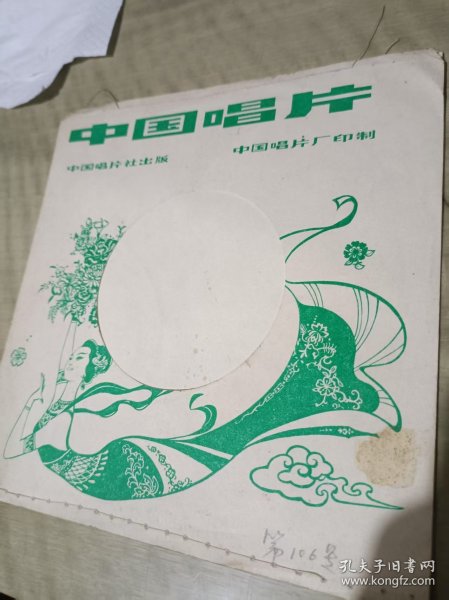 中国唱片
中国唱片社出版
中国唱片厂印制
第106号
孔夫子旧书网
www.kongfz.com